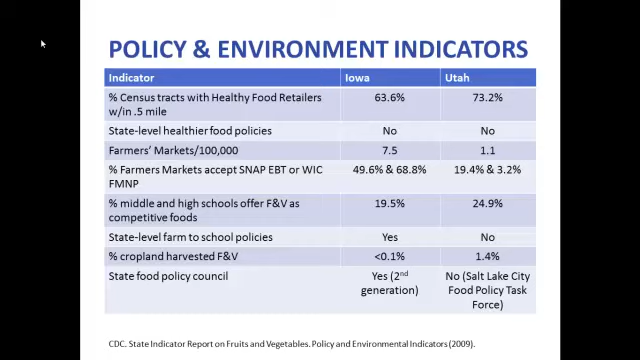 POLICY & ENVIRONMENT INDICATORS
Indicator Iowa Utah
% Census tracts with Healthy Food Retailers 63.6% 73.2%
w/in .5 mile
State-level healthier food policies No No
Farmers' Markets/100,000 7.5 1.1
% Farmers Markets accept SNAP EBT or WIC 49.6% & 68.8% 19.4% & 3.2%
FMNP
% middle and high schools offer F&V as 19.5% 24.9%
competitive foods
State-level farm to school policies Yes No
% cropland harvested F&V <0.1% 1.4%
State food policy council Yes (2nd No (Salt Lake City
generation) Food Policy Task
Force)
CDC. State Indicator Report on Fruits and Vegetables. Policy and Environmental Indicators (2009).